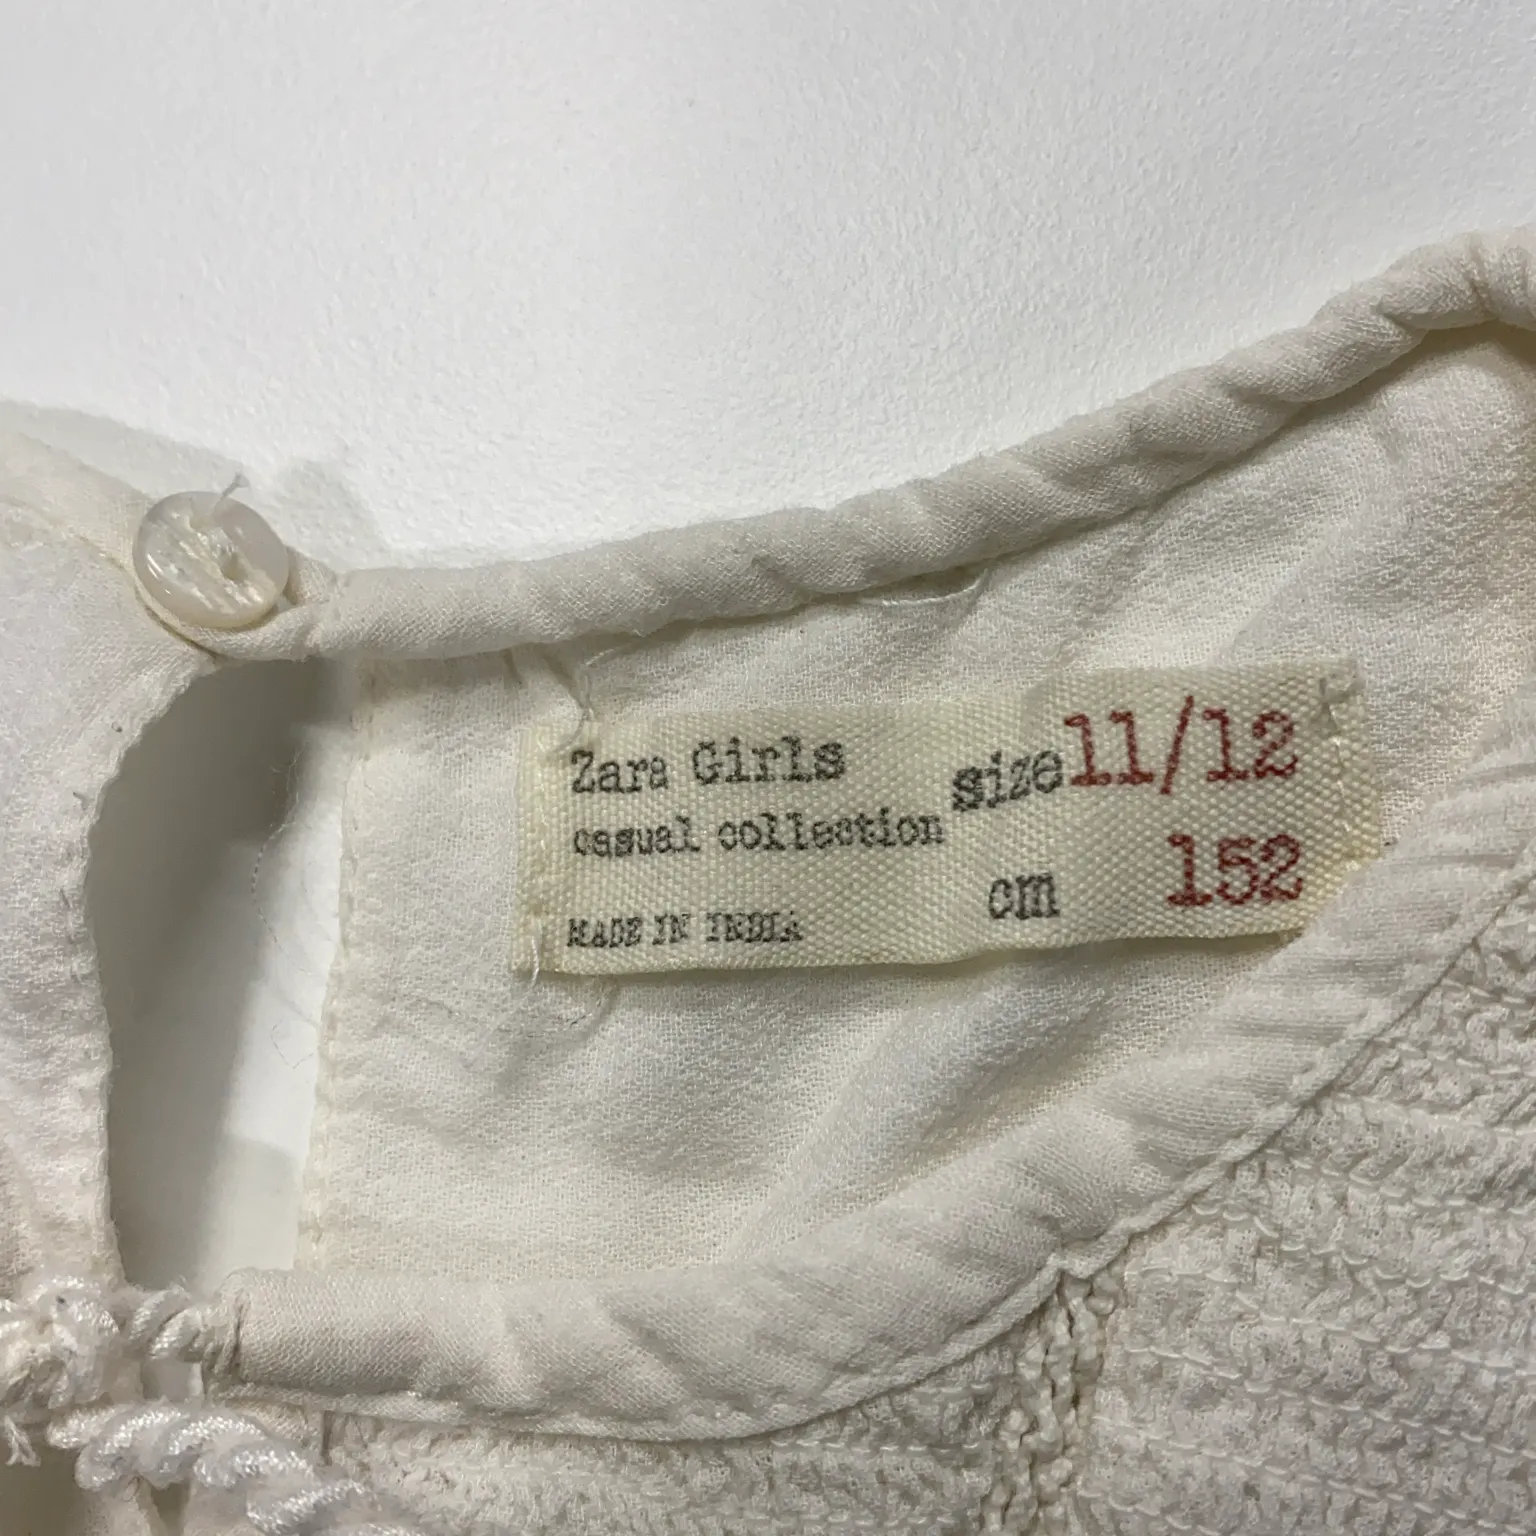 Zara Girls
casual collection
MADE IN INDIA
size 11/12
cm 152